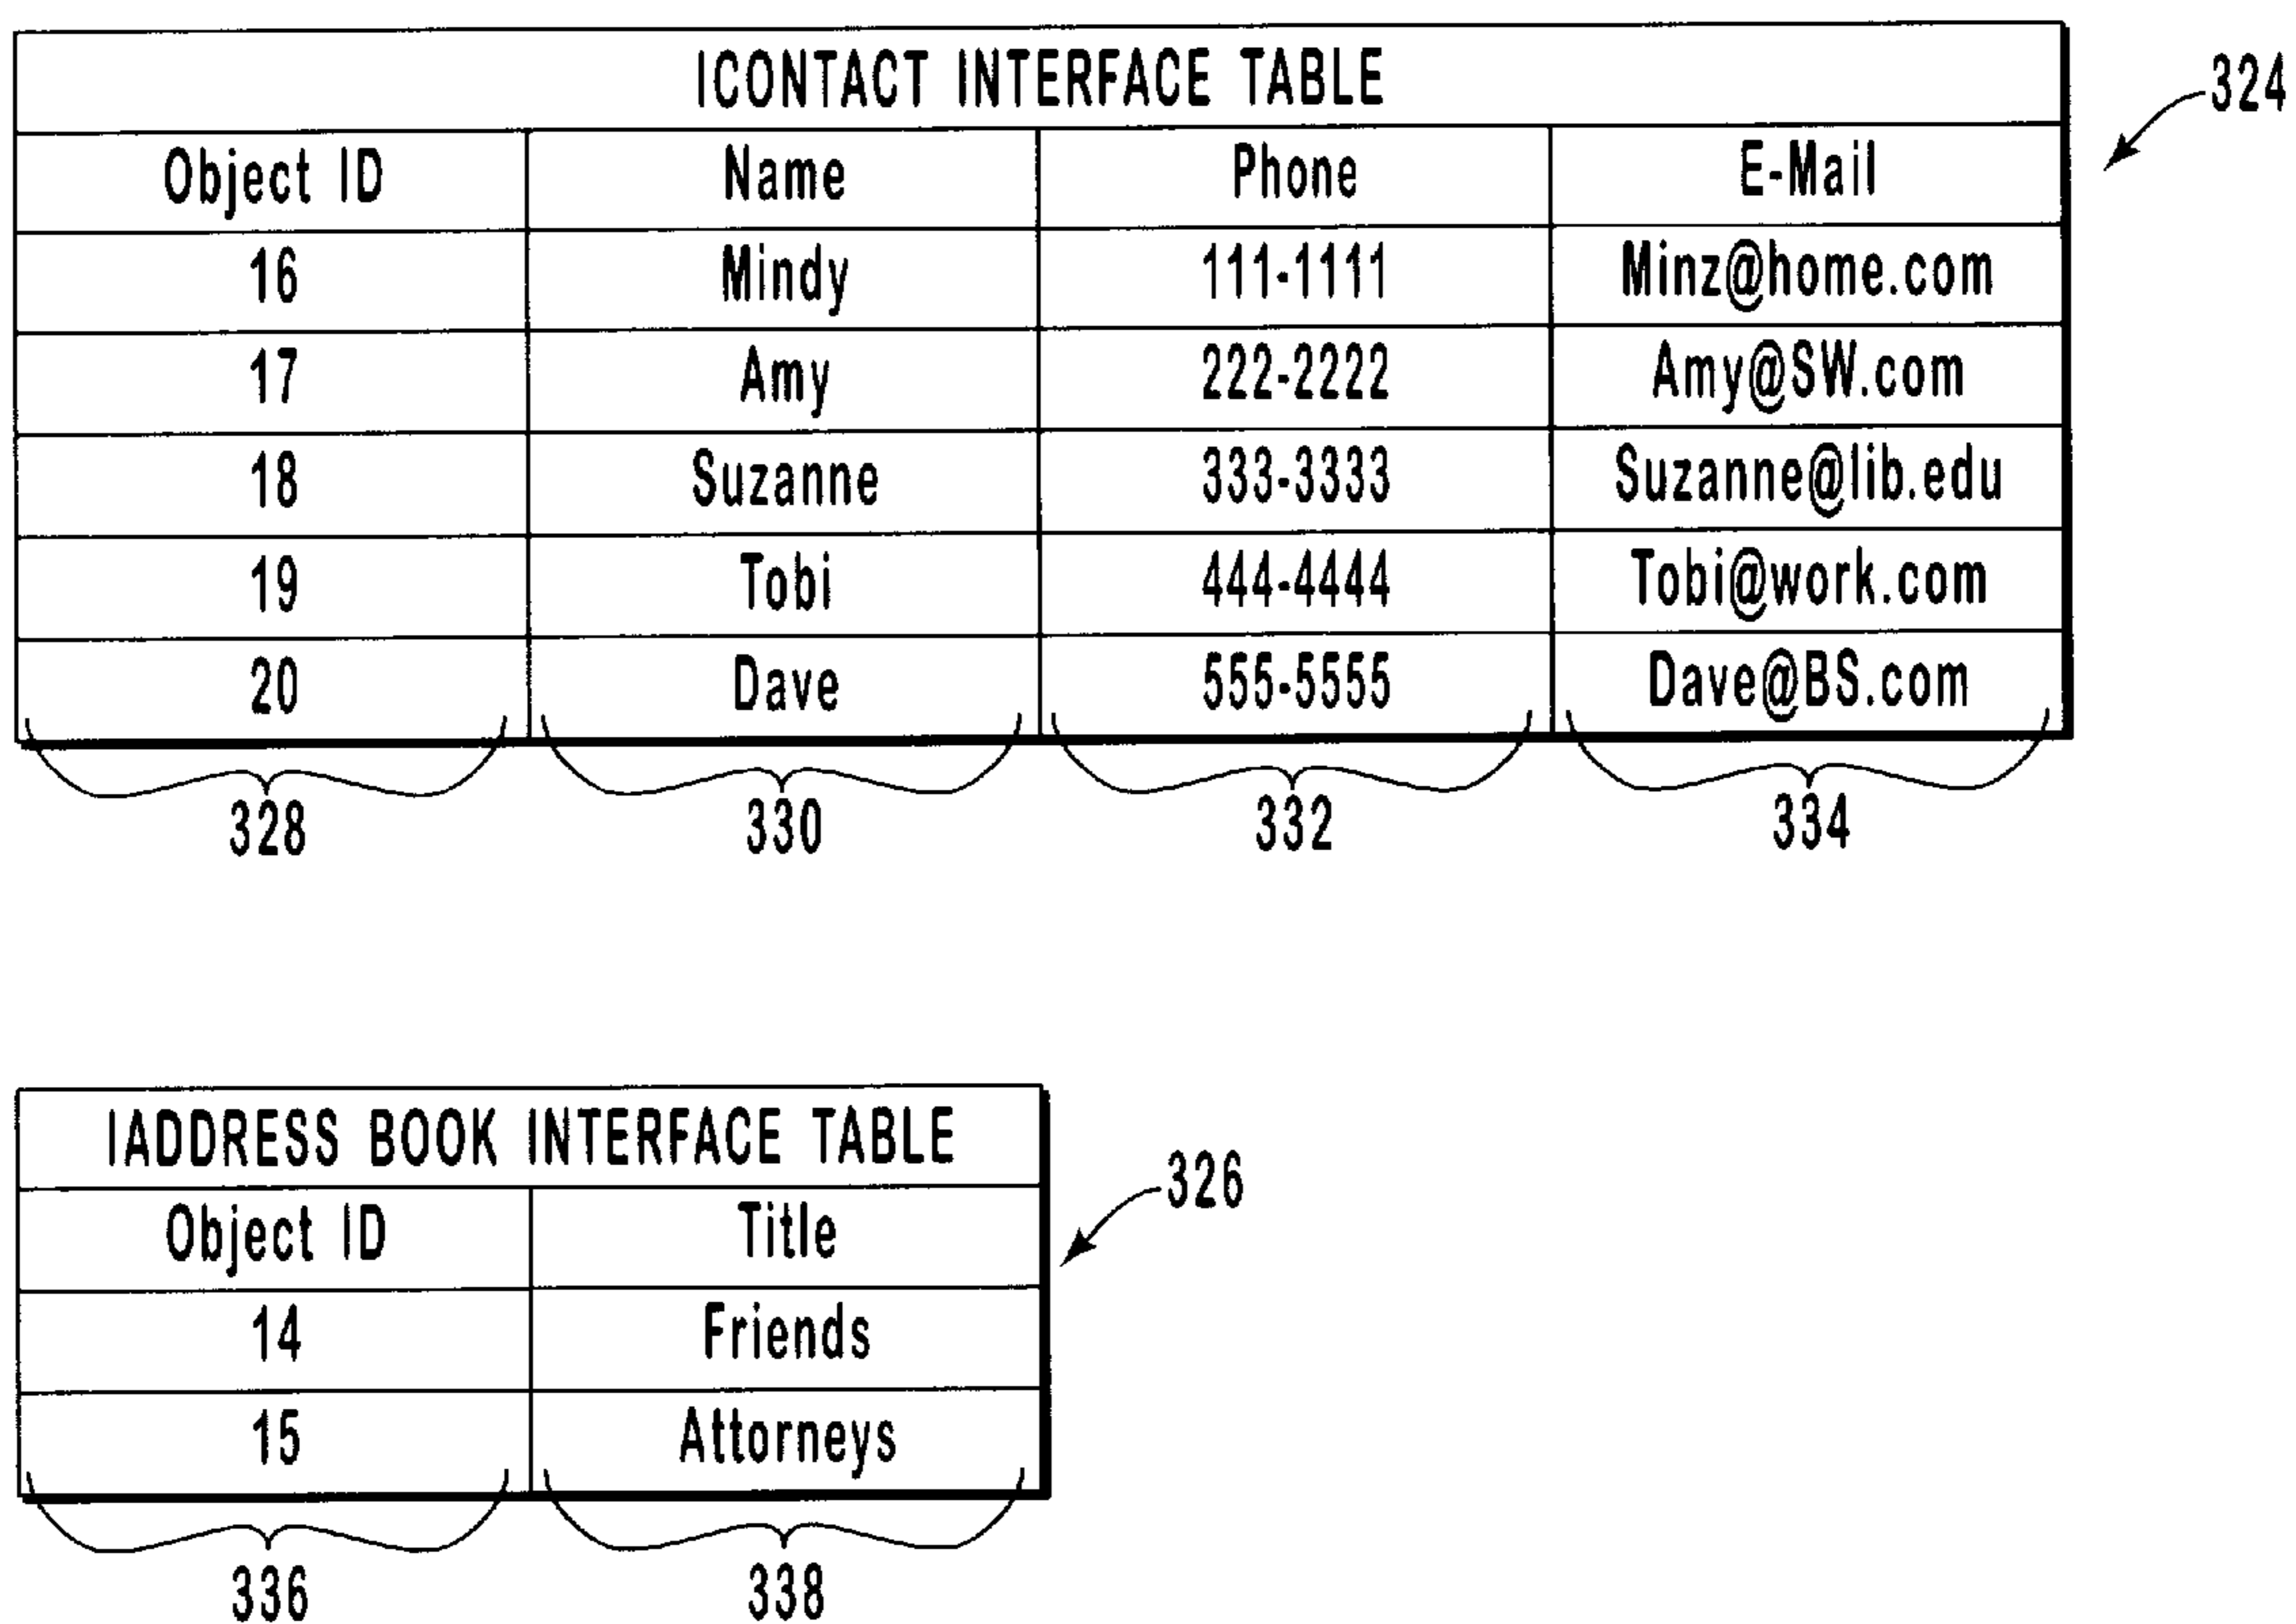 ICONTACT INTERFACE TABLE
324
Object ID Name Phone E-Mail
16 Mindy 111-1111 Minz@home.com
17 Amy 222-2222 Amy@SW.com
18 Suzanne 333-3333 Suzanne@lib.edu
19 Tobi 444-4444 Tobi@work.com
20 Dave 555-5555 Dave@BS.com
328 330 332 334
IADDRESS BOOK INTERFACE TABLE
326
Object ID Title
14 Friends
15 Attorneys
336 338